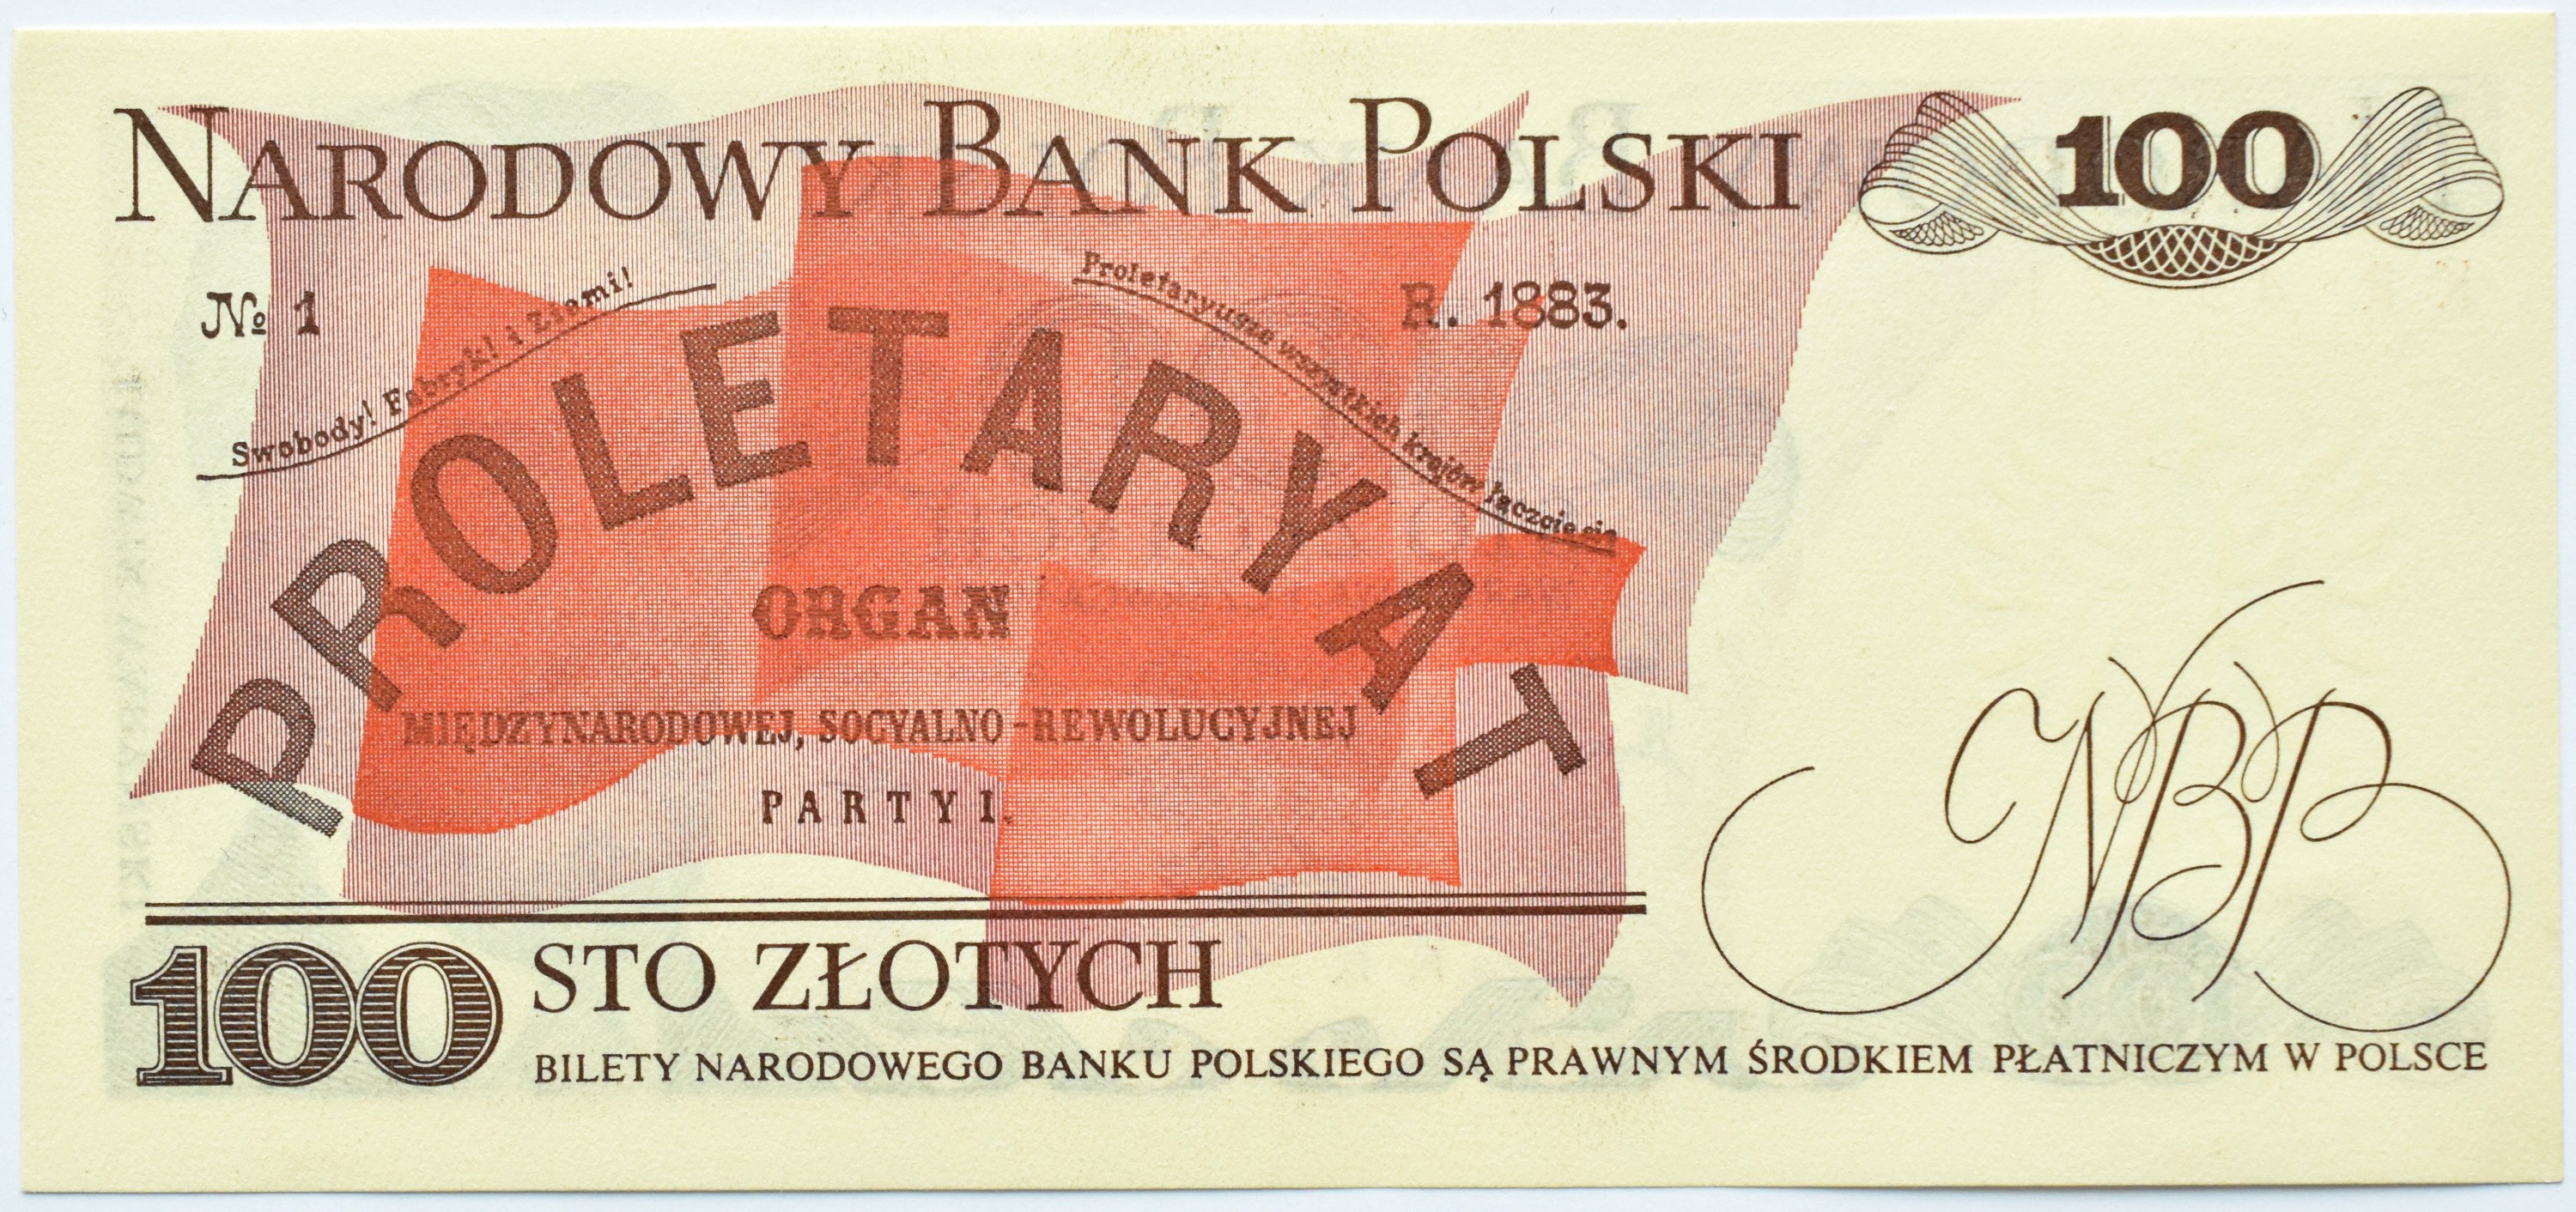 NARODOWY BANK POLSKI
100
№ 1
R. 1883.
Swobody! Fabryk! i Ziemi!
Proletaryusze wszystkich krajów łączcie się
PROLETARYAT
ORGAN
MIĘDZYNARODOWEJ, SOCYALNO-REWOLUCYJNEJ
PARTYI.
NBP
100 STO ZŁOTYCH
BILETY NARODOWEGO BANKU POLSKIEGO SĄ PRAWNYM ŚRODKIEM PŁATNICZYM W POLSCE